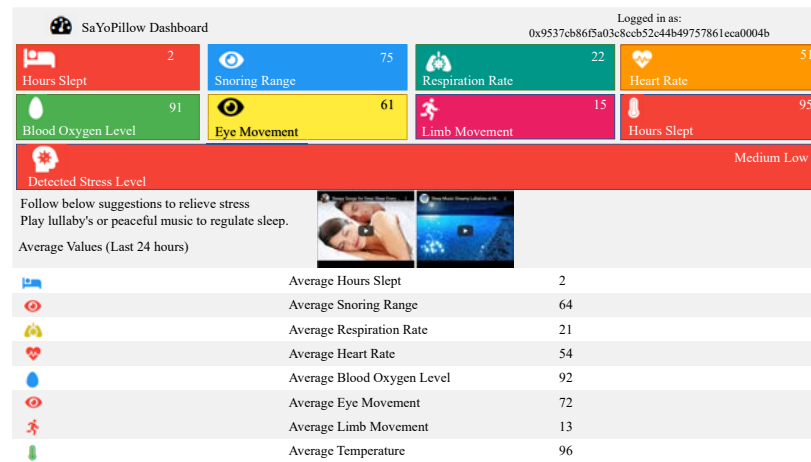 SaYoPillow Dashboard
Logged in as:
0x9537cb86f5a03c8ccb52c44b49757861eca0004b
2
Hours Slept
75
Snoring Range
22
Respiration Rate
51
Heart Rate
91
Blood Oxygen Level
61
Eye Movement
15
Limb Movement
95
Hours Slept
Medium Low
Detected Stress Level
Follow below suggestions to relieve stress
Play lullaby's or peaceful music to regulate sleep.
Average Values (Last 24 hours)
Average Hours Slept 2
Average Snoring Range 64
Average Respiration Rate 21
Average Heart Rate 54
Average Blood Oxygen Level 92
Average Eye Movement 72
Average Limb Movement 13
Average Temperature 96